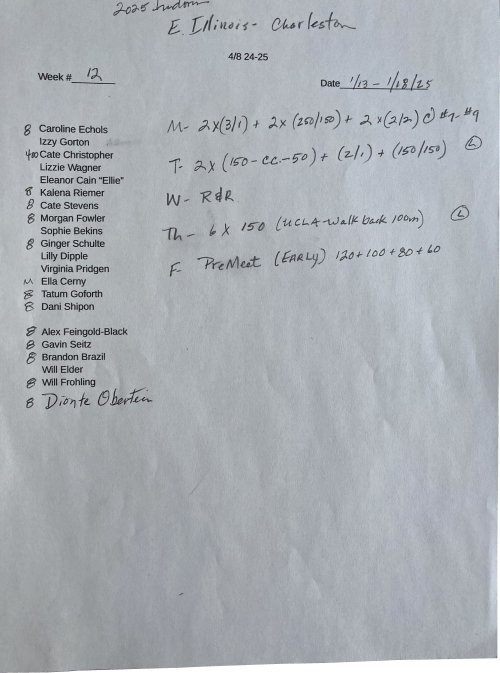 2025 Indoor
E. Illinois - Charleston
4/8 24-25
Week # 12
Date 1/13 - 1/18/25
8 Caroline Echols
Izzy Gorton
400 Cate Christopher
Lizzie Wagner
Eleanor Cain "Ellie"
8 Kalena Riemer
8 Cate Stevens
8 Morgan Fowler
Sophie Bekins
8 Ginger Schulte
Lilly Dipple
Virginia Pridgen
M Ella Cerny
8 Tatum Goforth
8 Dani Shipon
8 Alex Feingold-Black
8 Gavin Seitz
8 Brandon Brazil
Will Elder
8 Will Frohling
8 Dionte
M- 2x(3/1) + 2x(250/150) + 2x(2/2) #7- #9
T- 2x(150-CC-50) + (2/1) + (150/150) L
W- R&R
Th- 6 x 150 (UCLA-Walk back 100m) L
F- PreMeet (EARLY) 120+100+80+60